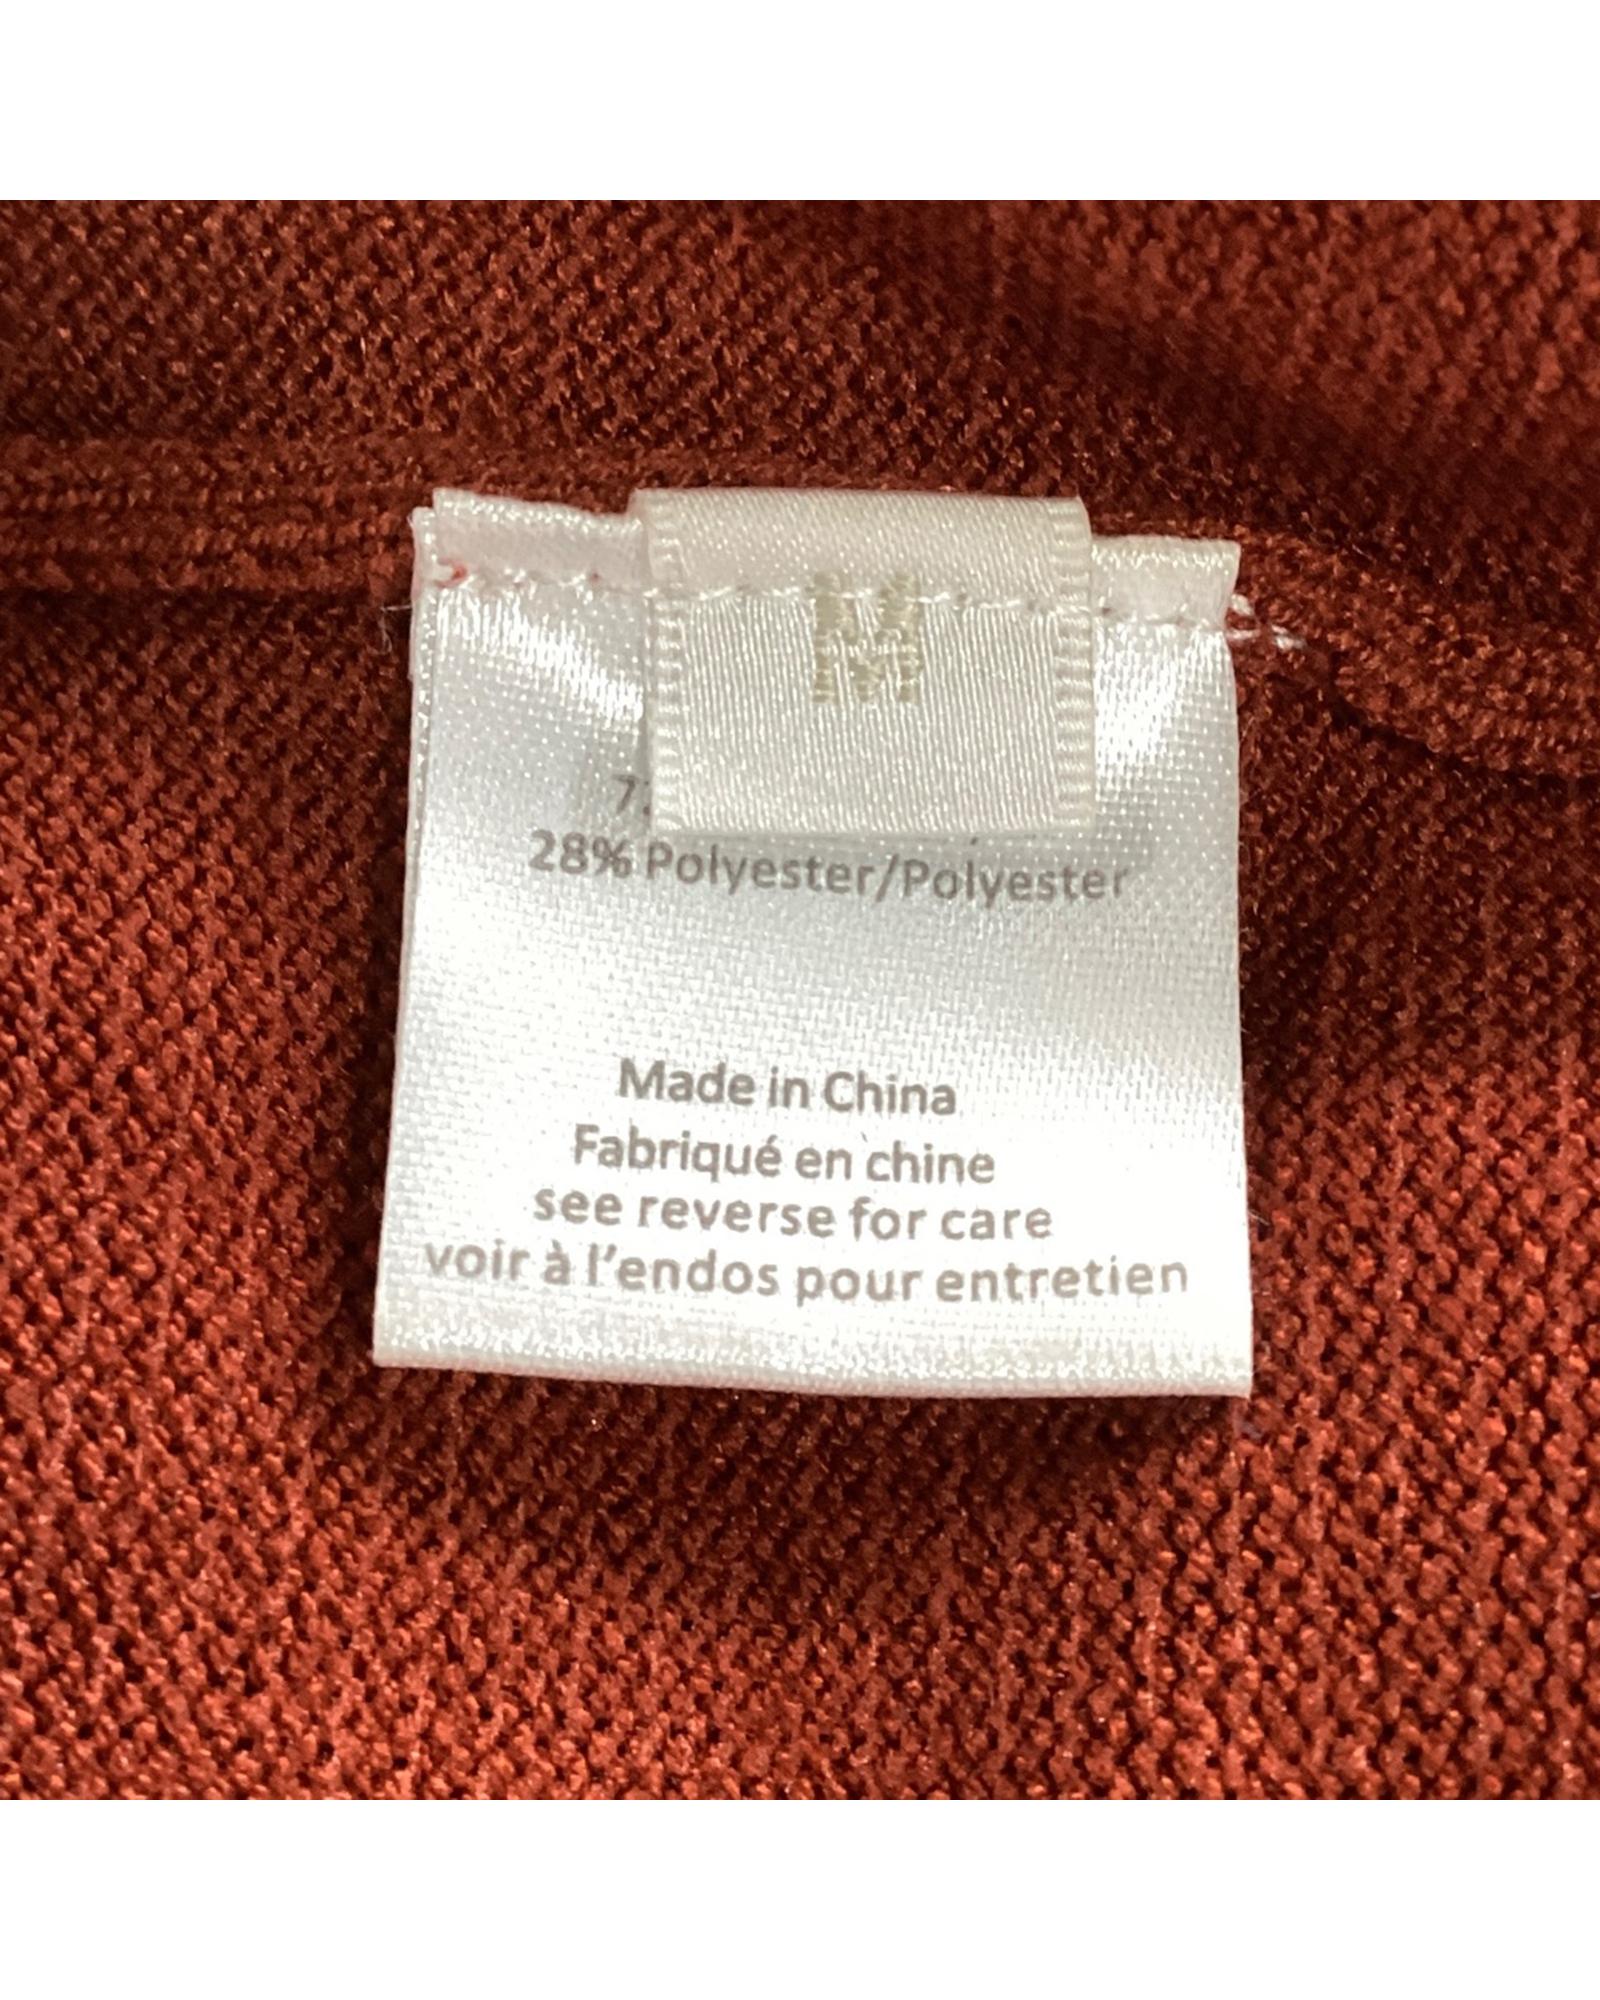 M
28% Polyester/Polyester
Made in China
Fabriqué en chine
see reverse for care
voir à l'endos pour entretien